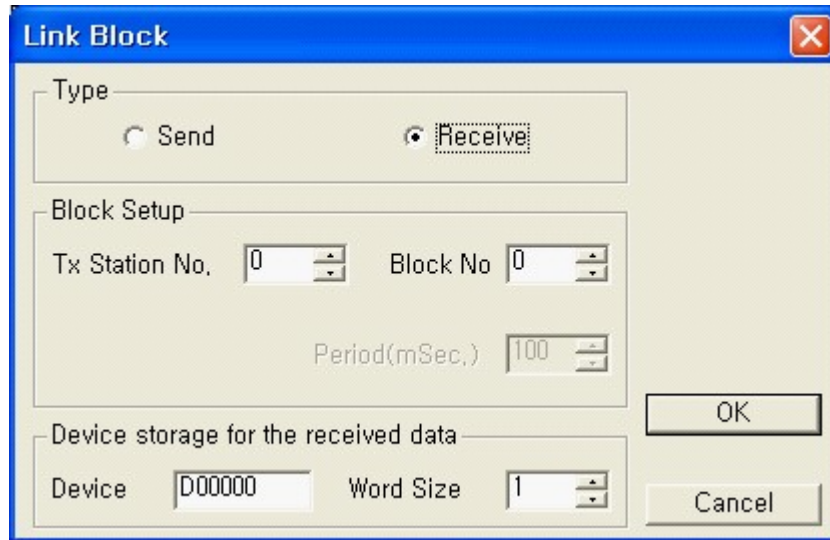 Link Block
Type
Send
Receive
Block Setup
Tx Station No, 0 Block No 0
Period(mSec,) 100
OK
Device storage for the received data
Device D00000 Word Size 1
Cancel